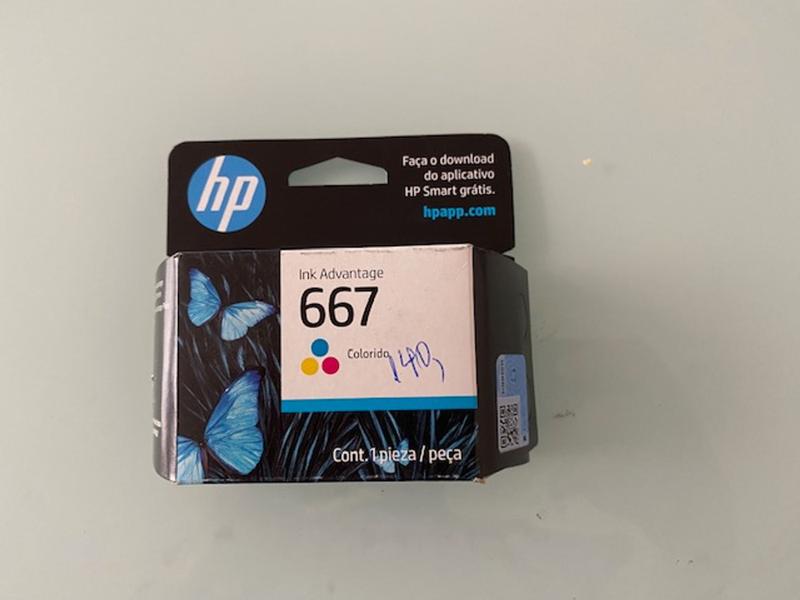 hp
Faça o download
do aplicativo
HP Smart grátis.
hpapp.com
Ink Advantage
667
Colorido
140,
Cont. 1 pieza / peça